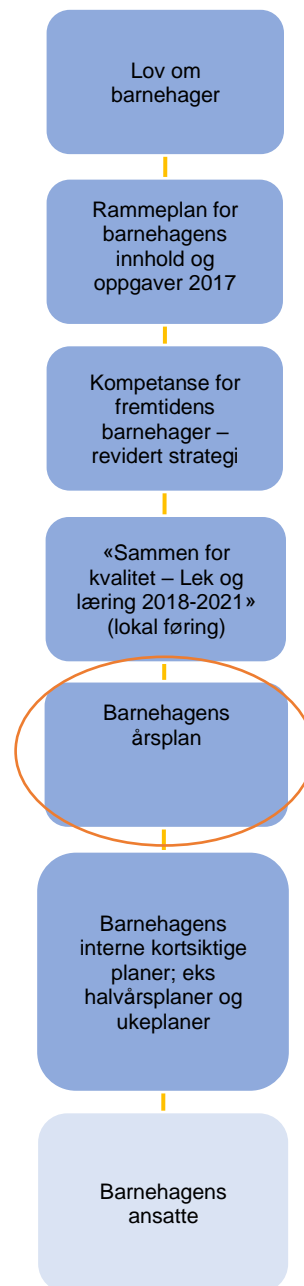 Lov om
barnehager
Rammeplan for
barnehagens
innhold og
oppgaver 2017
Kompetanse for
fremtidens
barnehager –
revidert strategi
«Sammen for
kvalitet – Lek og
læring 2018-2021»
(lokal føring)
Barnehagens
årsplan
Barnehagens
interne kortsiktige
planer; eks
halvårsplaner og
ukeplaner
Barnehagens
ansatte